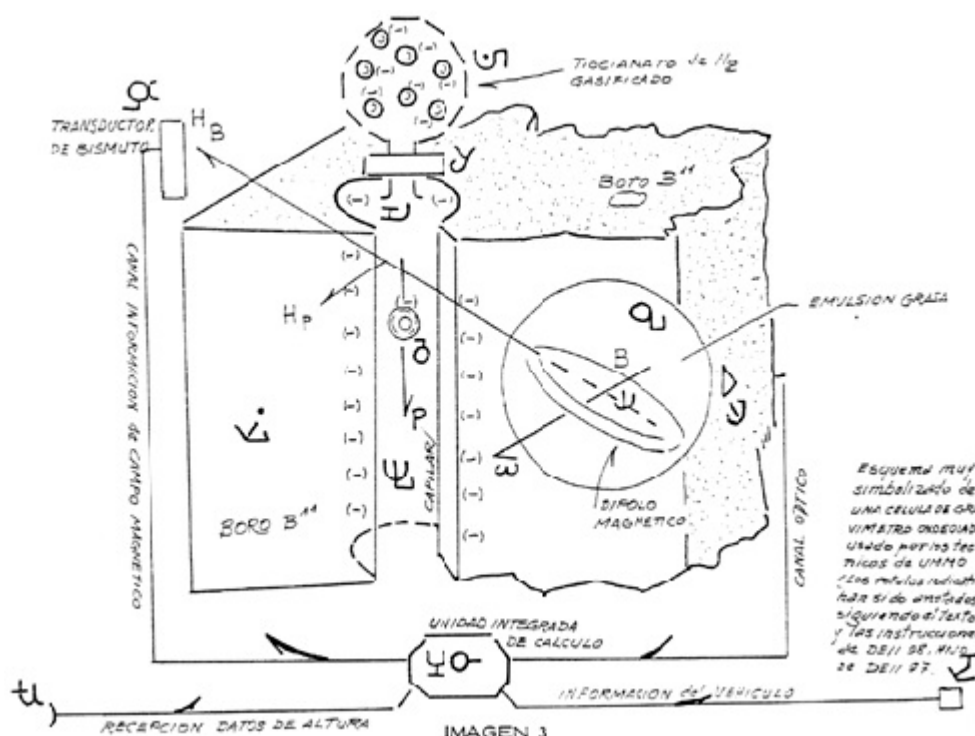 TIOCIANATO de H2
GASIFICADO
TRANSDUCTOR
DE BISMUTO
H B
BORO B11
(-) (-) (-) (-) (-) (-)
H P
EMULSION GRASA
B
P
CAPILAR
DIPOLO
MAGNETICO
BORO B11
CANAL INFORMICION de CAMPO MAGNETICO
CANAL OPTICO
Esquema muy
simbolizado de
UNA CELULA DE GRA
VIMETRO
usado por los tec
nicos de UMMO
han sido anotados
siguiendo el texto
y las instrucciones
de DEII 98. HIJO
DE DEII 97.
UNIDAD INTEGRADA
DE CALCULO
RECEPCION DATOS DE ALTURA
INFORMACION del VEHICULO
IMAGEN 3